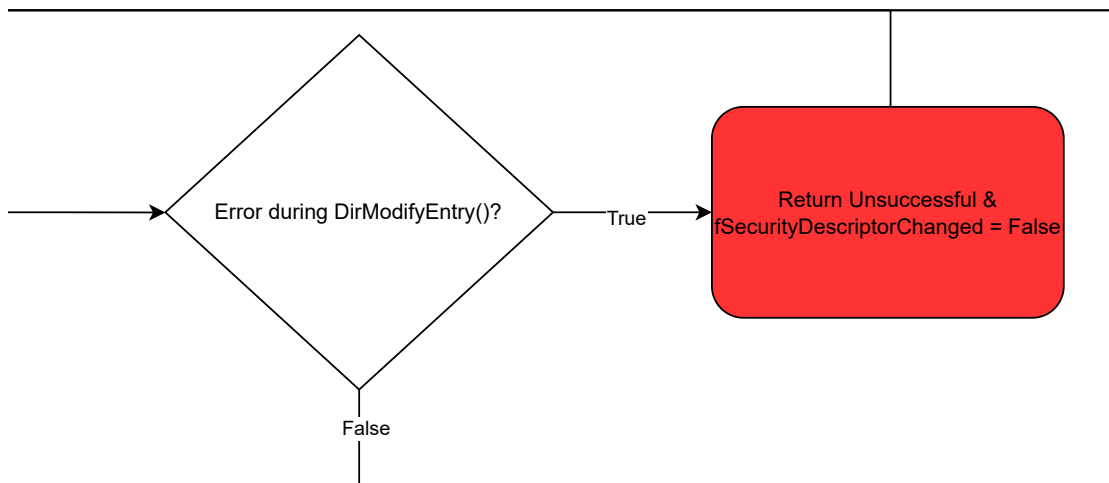 Error during DirModifyEntry()?
True
Return Unsuccessful &
fSecurityDescriptorChanged = False
False